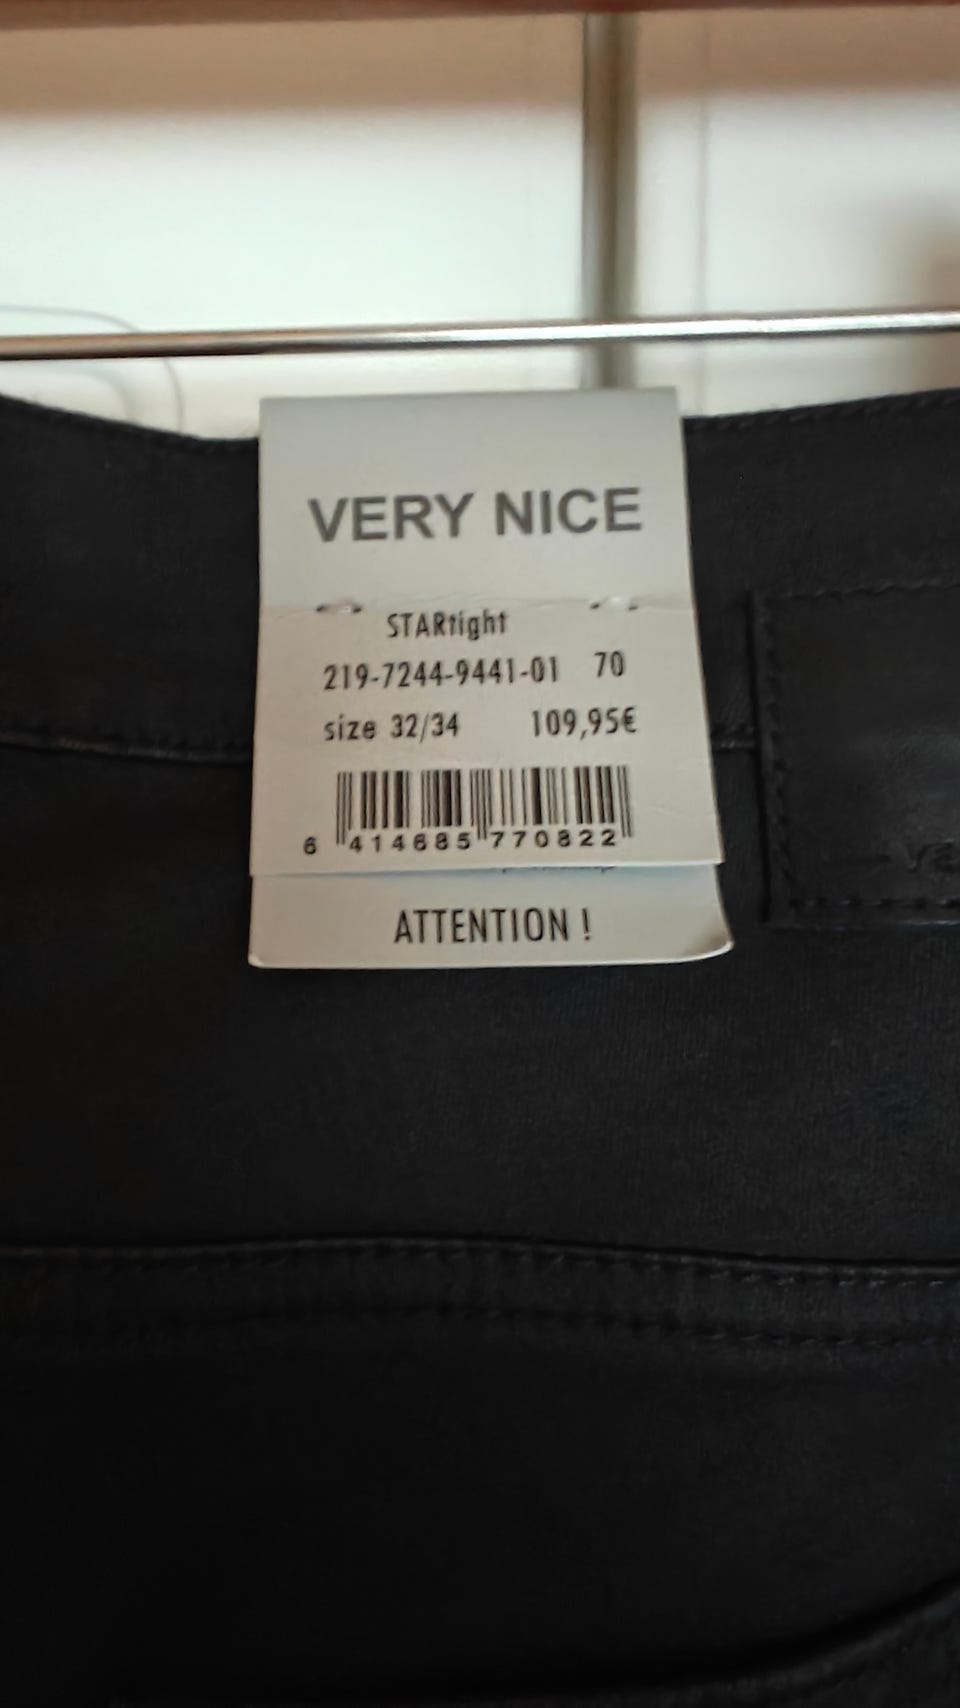 VERY NICE
STARtight
219-7244-9441-01 70
size 32/34 109,95€
6 414685 770822
ATTENTION !